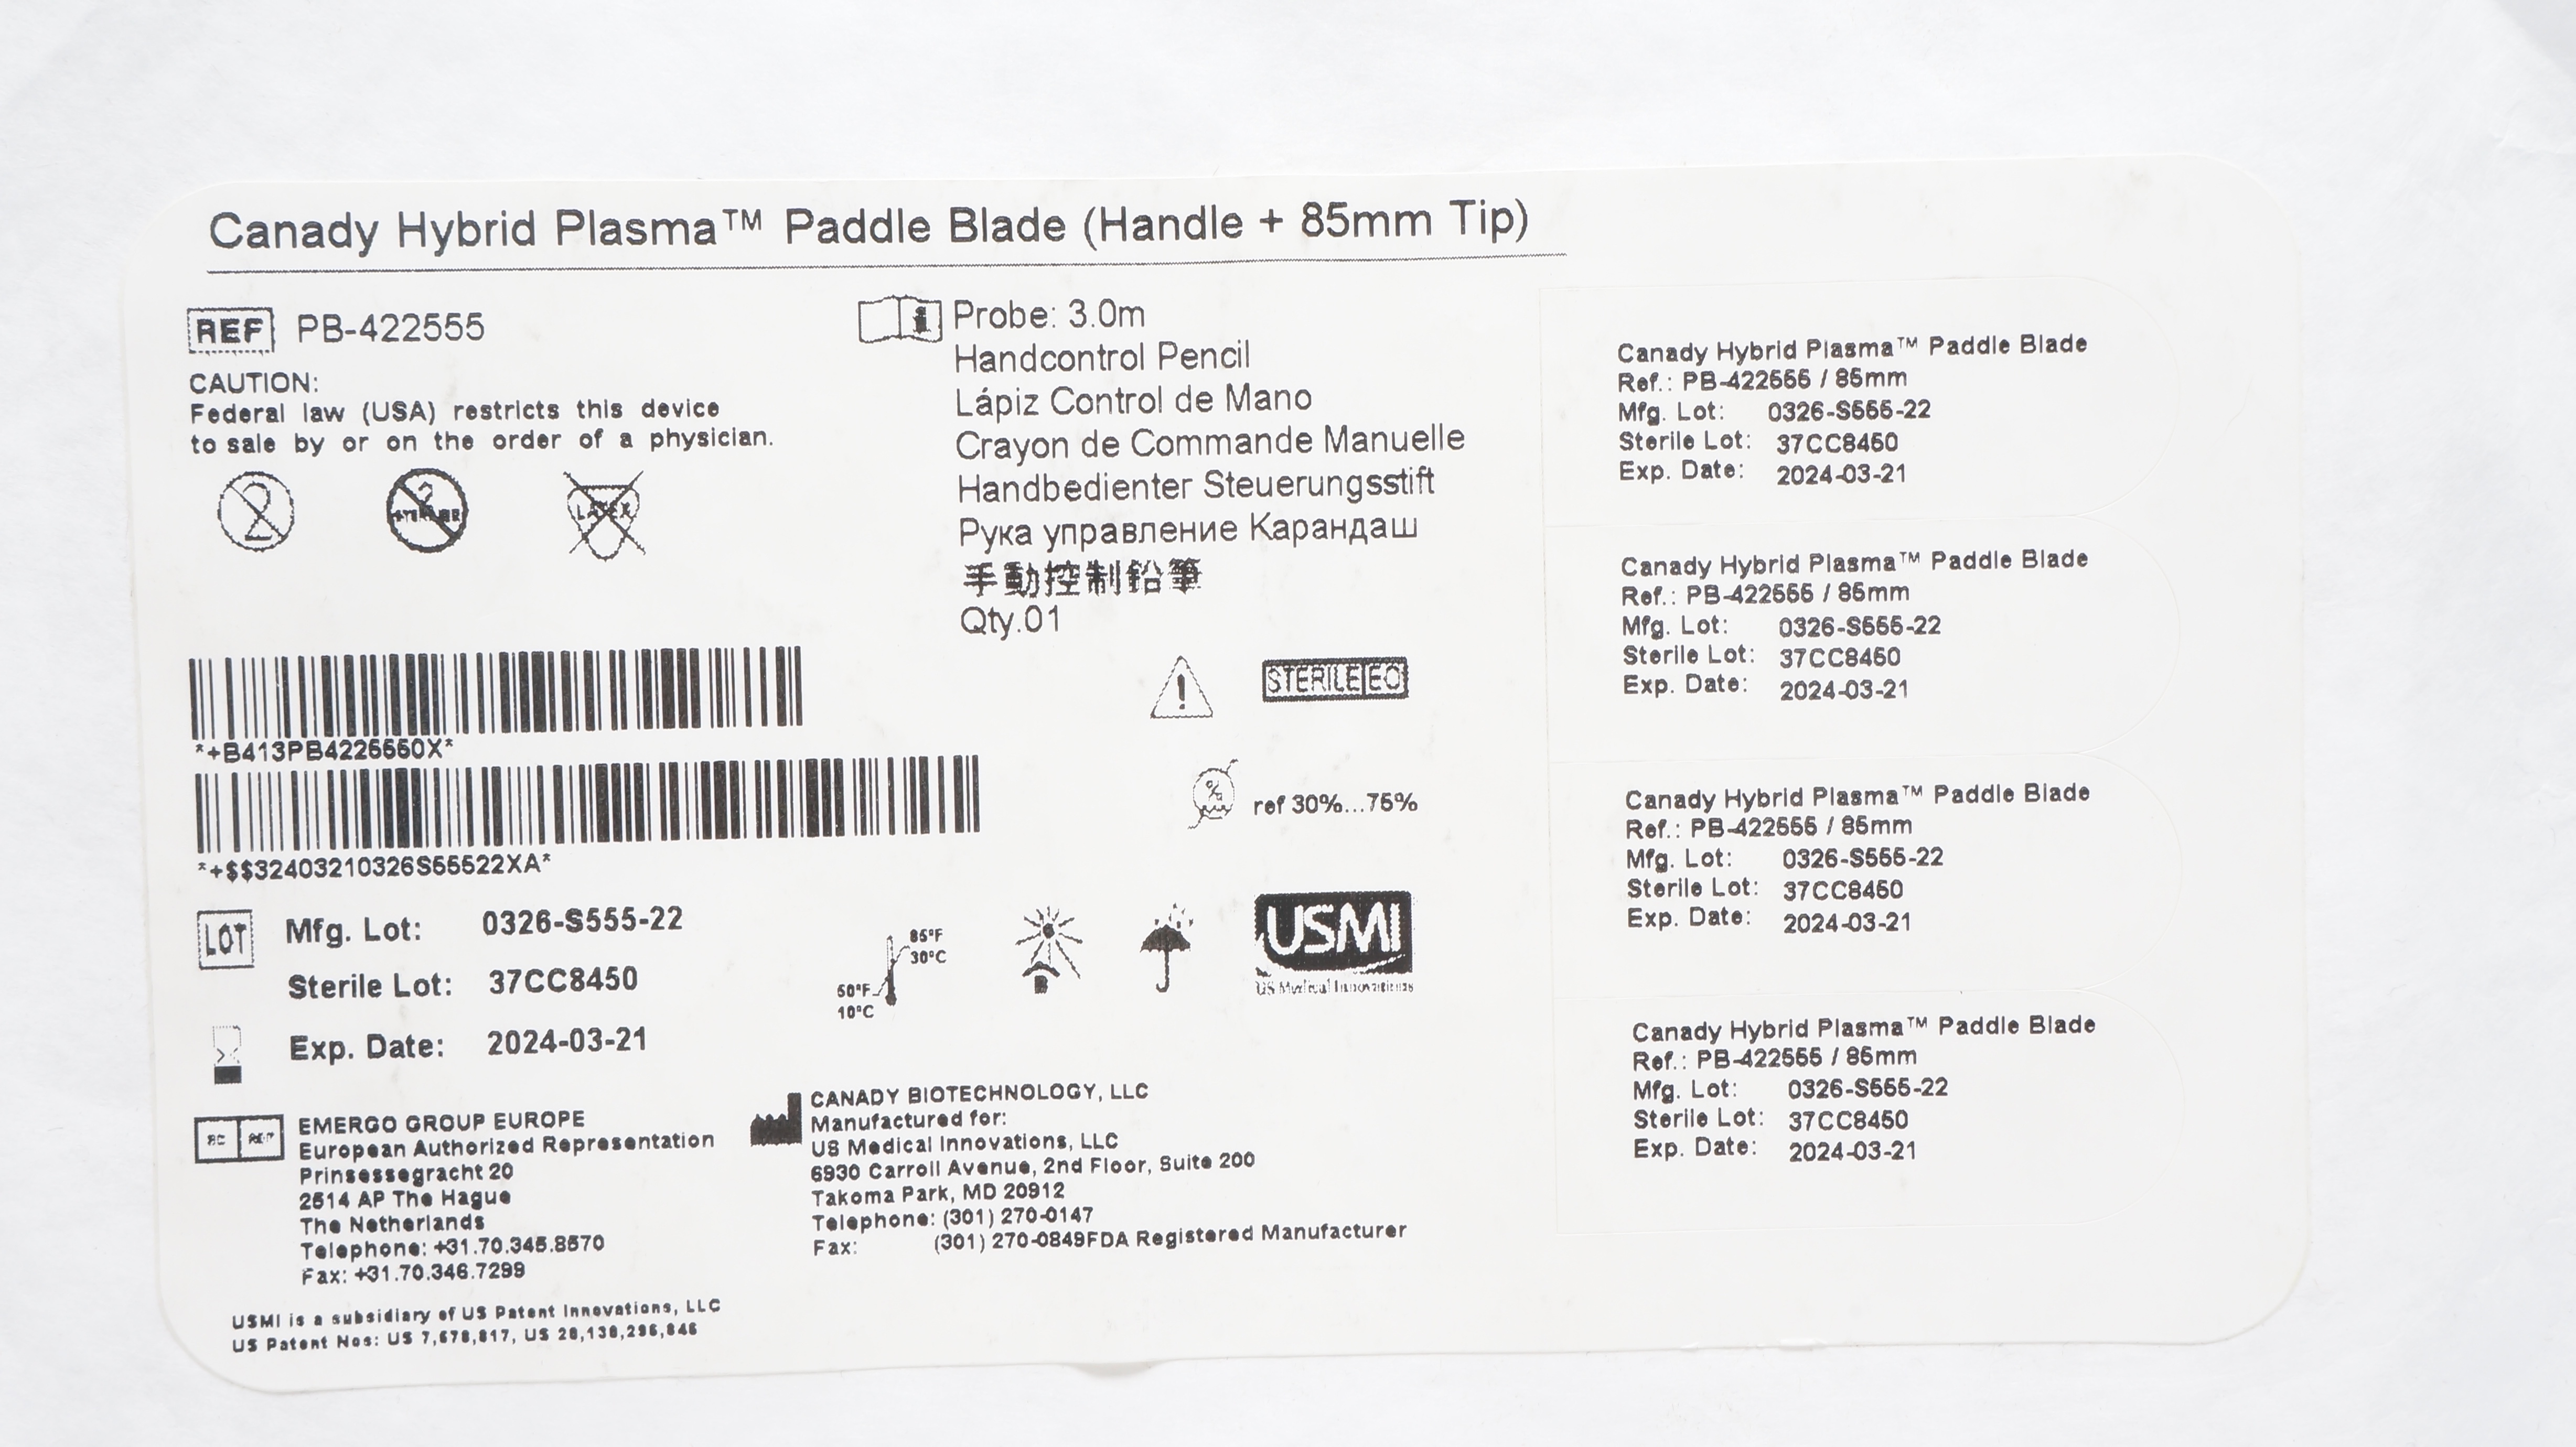 Canady Hybrid Plasma™ Paddle Blade (Handle + 85mm Tip)
REF PB-422555
CAUTION:
Federal law (USA) restricts this device
to sale by or on the order of a physician.
2
2
LATEX
Probe: 3.0m
Handcontrol Pencil
Lápiz Control de Mano
Crayon de Commande Manuelle
Handbedienter Steuerungsstift
Рука управление Карандаш
手動控制鉛筆
Qty.01
*+B413PB4225550X*
*+$$32403210326S55522XA*
STERILE EO
% ref 30%...75%
LOT Mfg. Lot: 0326-S555-22
Sterile Lot: 37CC8450
Exp. Date: 2024-03-21
85°F
30°C
50°F
10°C
USMI
US Medical Innovations
EC REP
EMERGO GROUP EUROPE
European Authorized Representation
Prinsessegracht 20
2514 AP The Hague
The Netherlands
Telephone: +31.70.345.8570
Fax: +31.70.346.7299
CANADY BIOTECHNOLOGY, LLC
Manufactured for:
US Medical Innovations, LLC
6930 Carroll Avenue, 2nd Floor, Suite 200
Takoma Park, MD 20912
Telephone: (301) 270-0147
Fax: (301) 270-0849FDA Registered Manufacturer
USMI is a subsidiary of US Patent Innovations, LLC
US Patent Nos: US
Canady Hybrid Plasma™ Paddle Blade
Ref.: PB-422555 / 85mm
Mfg. Lot: 0326-S555-22
Sterile Lot: 37CC8450
Exp. Date: 2024-03-21
Canady Hybrid Plasma™ Paddle Blade
Ref.: PB-422555 / 85mm
Mfg. Lot: 0326-S555-22
Sterile Lot: 37CC8450
Exp. Date: 2024-03-21
Canady Hybrid Plasma™ Paddle Blade
Ref.: PB-422555 / 85mm
Mfg. Lot: 0326-S555-22
Sterile Lot: 37CC8450
Exp. Date: 2024-03-21
Canady Hybrid Plasma™ Paddle Blade
Ref.: PB-422555 / 85mm
Mfg. Lot: 0326-S555-22
Sterile Lot: 37CC8450
Exp. Date: 2024-03-21